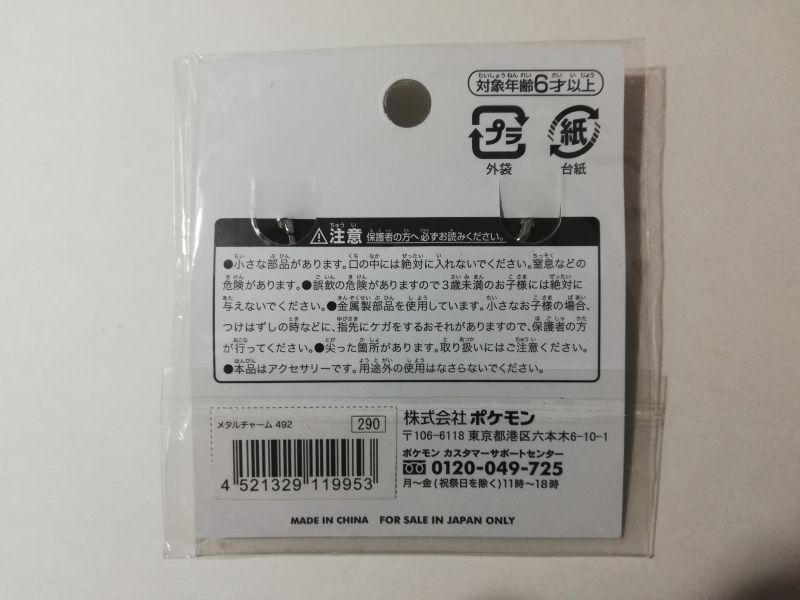 対象年齢6才以上
プラ
紙
外袋
台紙
注意 保護者の方へ必ずお読みください。
●小さな部品があります。口の中には絶対に入れないでください。窒息などの
危険があります。●誤飲の危険がありますので3歳未満のお子様には絶対に
与えないでください。●金属製部品を使用しています。小さなお子様の場合、
つけはずしの時などに、指先にケガをするおそれがありますので、保護者の方
が行ってください。●尖った箇所があります。取り扱いにはご注意ください。
●本品はアクセサリーです。用途外の使用はなさらないでください。
メタルチャーム 492
290
4 521329 119953
株式会社ポケモン
〒106-6118 東京都港区六本木6-10-1
ポケモン カスタマーサポートセンター
0120-049-725
月〜金(祝祭日を除く)11時〜18時
MADE IN CHINA FOR SALE IN JAPAN ONLY